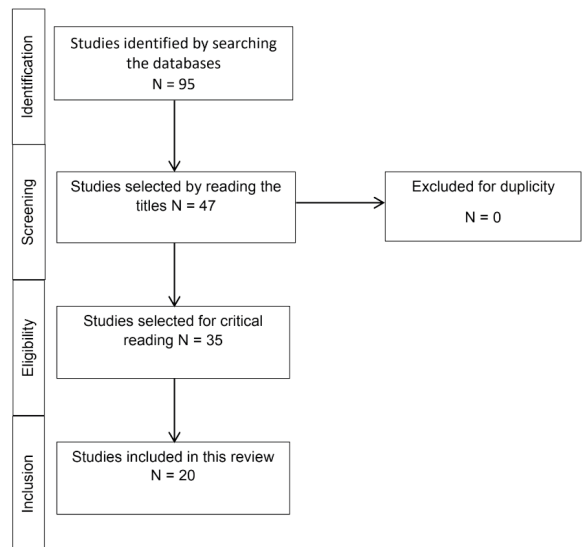 Identification
Studies identified by searching
the databases
N = 95
Screening
Studies selected by reading the
titles N = 47
Excluded for duplicity
N = 0
Eligibility
Studies selected for critical
reading N = 35
Inclusion
Studies included in this review
N = 20